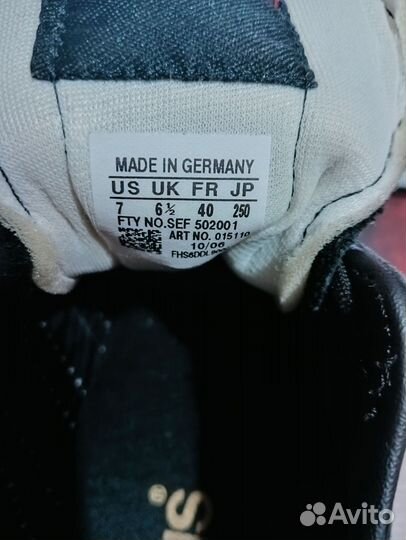 MADE IN GERMANY
US UK FR JP
7 6½ 40 250
FTY NO.SEF 502001
ART NO. 015110
10/06
®
Avito